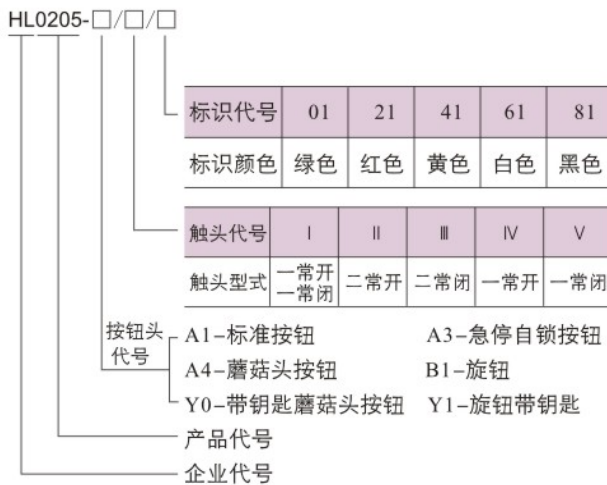 HL0205-□/□/□
标识代号 01 21 41 61 81
标识颜色 绿色 红色 黄色 白色 黑色
触头代号 Ⅰ Ⅱ Ⅲ Ⅳ Ⅴ
触头型式 一常开一常闭 二常开 二常闭 一常开 一常闭
按钮头代号
A1-标准按钮 A3-急停自锁按钮
A4-蘑菇头按钮 B1-旋钮
Y0-带钥匙蘑菇头按钮 Y1-旋钮带钥匙
产品代号
企业代号